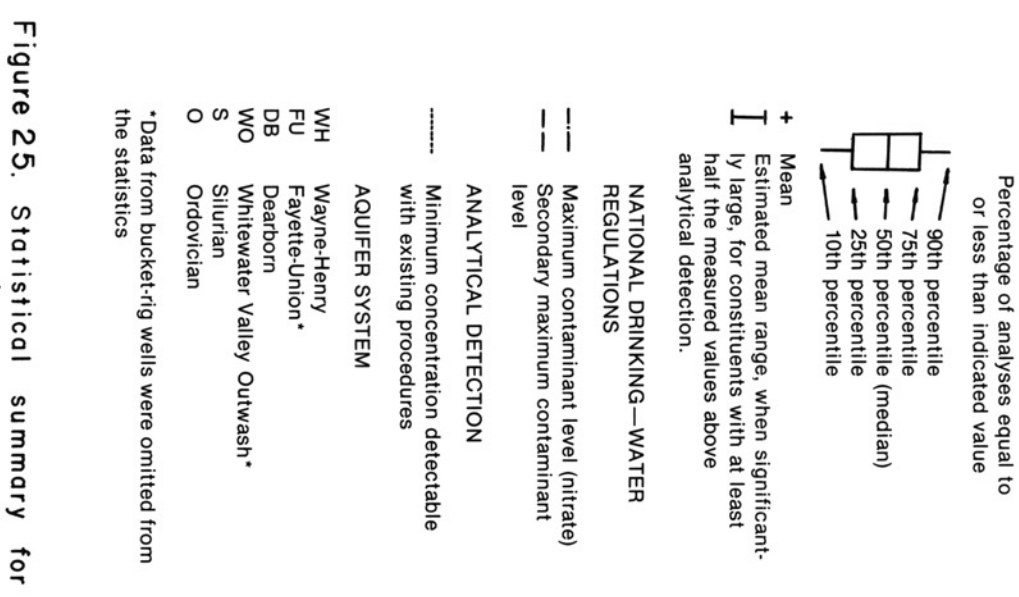 Percentage of analyses equal to
or less than indicated value
90th percentile
75th percentile
50th percentile (median)
25th percentile
10th percentile
+ Mean
Estimated mean range, when significant-
ly large, for constituents with at least
half the measured values above
analytical detection.
NATIONAL DRINKING—WATER
REGULATIONS
Maximum contaminant level (nitrate)
Secondary maximum contaminant
level
ANALYTICAL DETECTION
Minimum concentration detectable
with existing procedures
AQUIFER SYSTEM
WH Wayne-Henry
FU Fayette-Union*
DB Dearborn
WO Whitewater Valley Outwash*
S Silurian
O Ordovician
*Data from bucket-rig wells were omitted from
the statistics
Figure 25. Statistical summary for